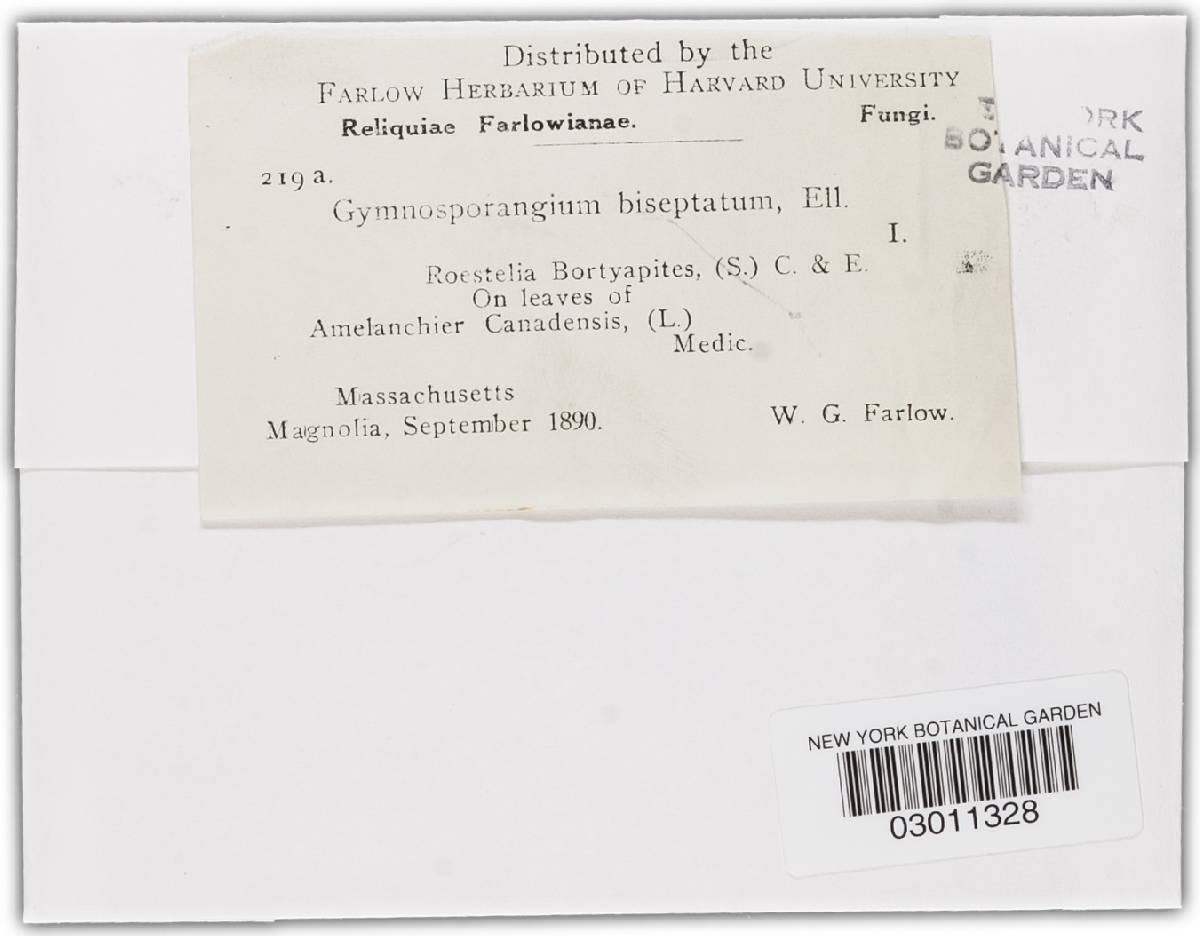 Distributed by the
FARLOW HERBARIUM OF HARVARD UNIVERSITY
Reliquiae Farlowianae. Fungi.
RK
BOTANICAL
GARDEN
219 a.
Gymnosporangium biseptatum, Ell.
I.
Roestelia Bortyapites, (S.) C. & E.
On leaves of
Amelanchier Canadensis, (L.)
Medic.
Massachusetts
Magnolia, September 1890. W. G. Farlow.
NEW YORK BOTANICAL GARDEN
03011328